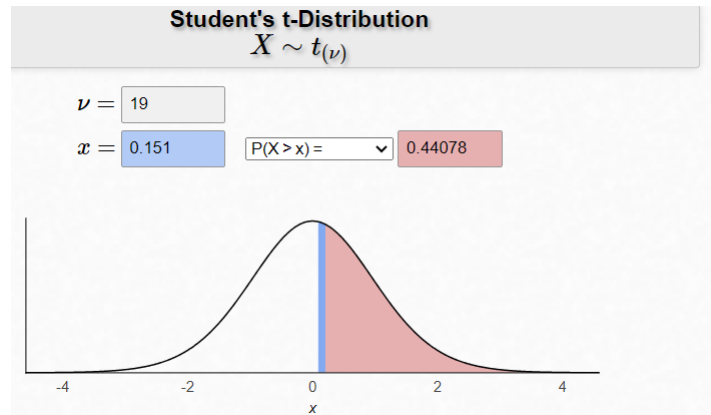 Student's t-Distribution
X ~ t(ν)
ν = 19
x = 0.151 P(X > x) = 0.44078
-4 -2 0 2 4
x